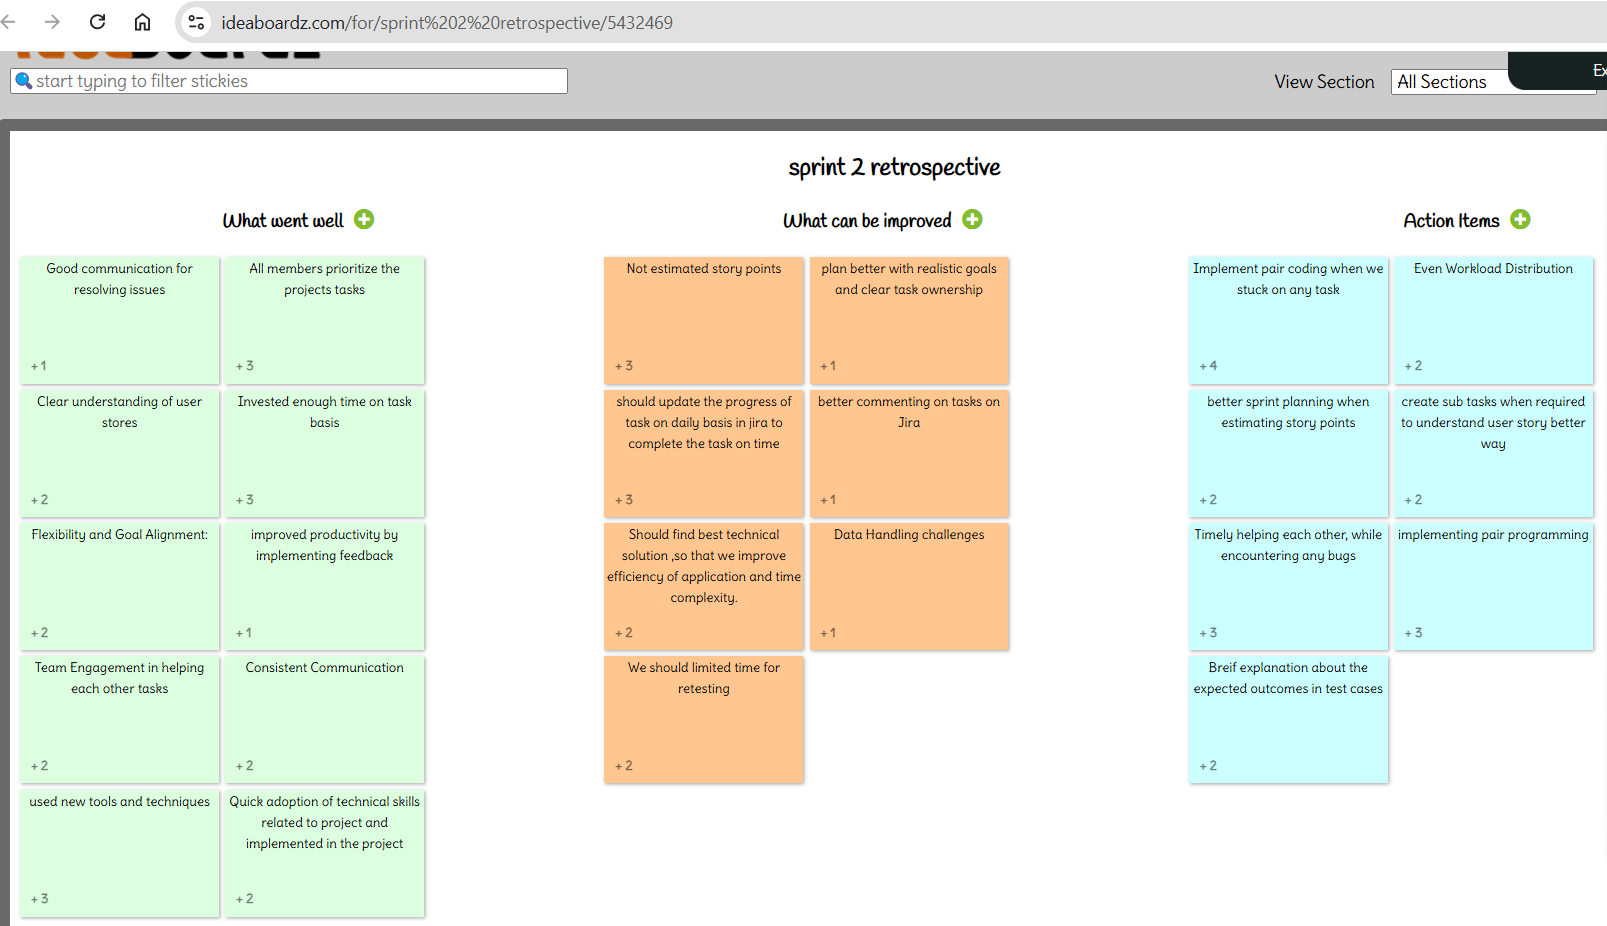 ideaboardz.com/for/sprint%202%20retrospective/5432469
start typing to filter stickies
View Section
All Sections
sprint 2 retrospective
What went well
Good communication for
resolving issues
+1
All members prioritize the
projects tasks
+3
Clear understanding of user
stores
+2
Invested enough time on task
basis
+3
Flexibility and Goal Alignment:
+2
improved productivity by
implementing feedback
+1
Team Engagement in helping
each other tasks
+2
Consistent Communication
+2
used new tools and techniques
+3
Quick adoption of technical skills
related to project and
implemented in the project
+2
What can be improved
Not estimated story points
+3
plan better with realistic goals
and clear task ownership
+1
should update the progress of
task on daily basis in jira to
complete the task on time
+3
better commenting on tasks on
Jira
+1
Should find best technical
solution ,so that we improve
efficiency of application and time
complexity.
+2
Data Handling challenges
+1
We should limited time for
retesting
+2
Action Items
Implement pair coding when we
stuck on any task
+4
Even Workload Distribution
+2
better sprint planning when
estimating story points
+2
create sub tasks when required
to understand user story better
way
+2
Timely helping each other, while
encountering any bugs
+3
implementing pair programming
+3
Breif explanation about the
expected outcomes in test cases
+2